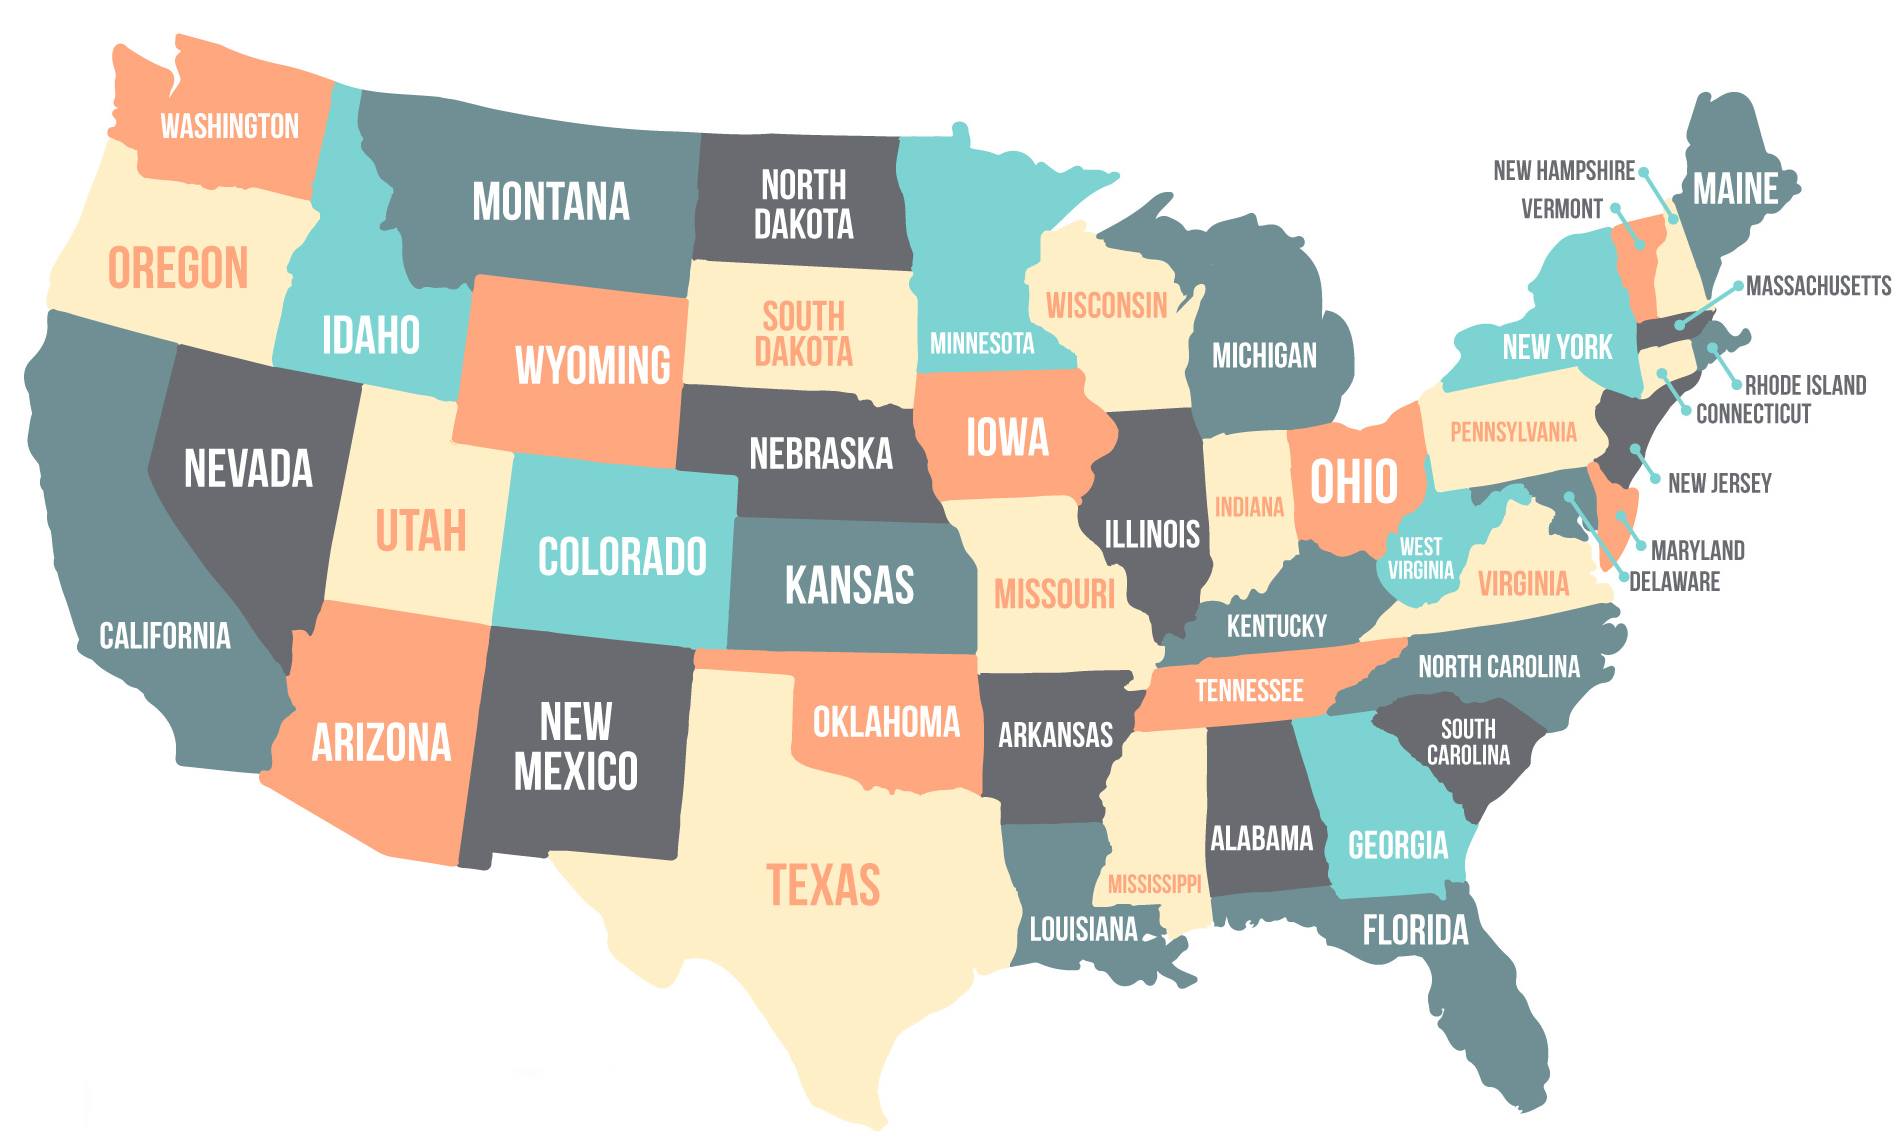 WASHINGTON
OREGON
CALIFORNIA
NEVADA
IDAHO
MONTANA
WYOMING
UTAH
ARIZONA
COLORADO
NEW
MEXICO
NORTH
DAKOTA
SOUTH
DAKOTA
NEBRASKA
KANSAS
OKLAHOMA
TEXAS
MINNESOTA
IOWA
MISSOURI
ARKANSAS
LOUISIANA
WISCONSIN
ILLINOIS
MICHIGAN
INDIANA
OHIO
KENTUCKY
TENNESSEE
MISSISSIPPI
ALABAMA
GEORGIA
FLORIDA
SOUTH
CAROLINA
NORTH CAROLINA
VIRGINIA
WEST
VIRGINIA
PENNSYLVANIA
NEW YORK
NEW HAMPSHIRE
VERMONT
MAINE
MASSACHUSETTS
RHODE ISLAND
CONNECTICUT
NEW JERSEY
MARYLAND
DELAWARE